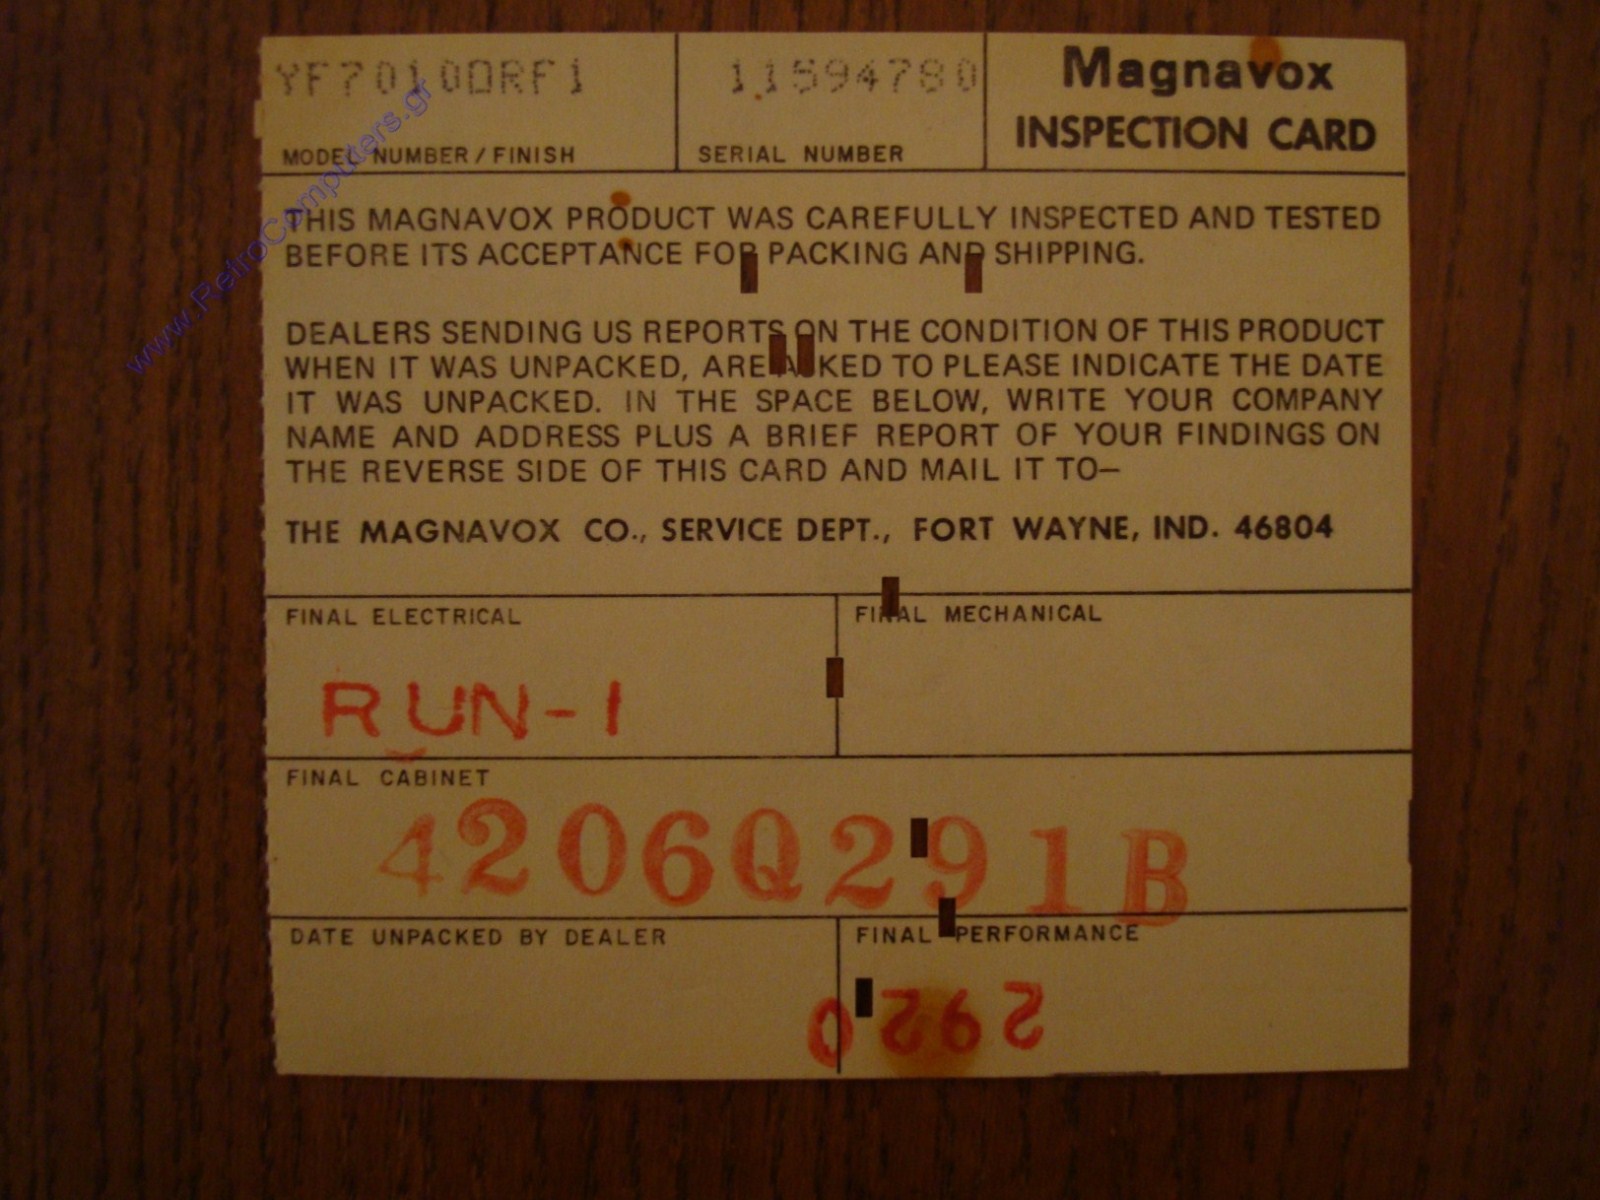 YF7010DRF1 11594780 Magnavox
MODEL NUMBER / FINISH SERIAL NUMBER INSPECTION CARD
THIS MAGNAVOX PRODUCT WAS CAREFULLY INSPECTED AND TESTED
BEFORE ITS ACCEPTANCE FOR PACKING AND SHIPPING.
DEALERS SENDING US REPORTS ON THE CONDITION OF THIS PRODUCT
WHEN IT WAS UNPACKED, ARE ASKED TO PLEASE INDICATE THE DATE
IT WAS UNPACKED. IN THE SPACE BELOW, WRITE YOUR COMPANY
NAME AND ADDRESS PLUS A BRIEF REPORT OF YOUR FINDINGS ON
THE REVERSE SIDE OF THIS CARD AND MAIL IT TO—
THE MAGNAVOX CO., SERVICE DEPT., FORT WAYNE, IND. 46804
FINAL ELECTRICAL FINAL MECHANICAL
RUN-1
FINAL CABINET
4206Q291B
DATE UNPACKED BY DEALER FINAL PERFORMANCE
www.RetroComputers.gr